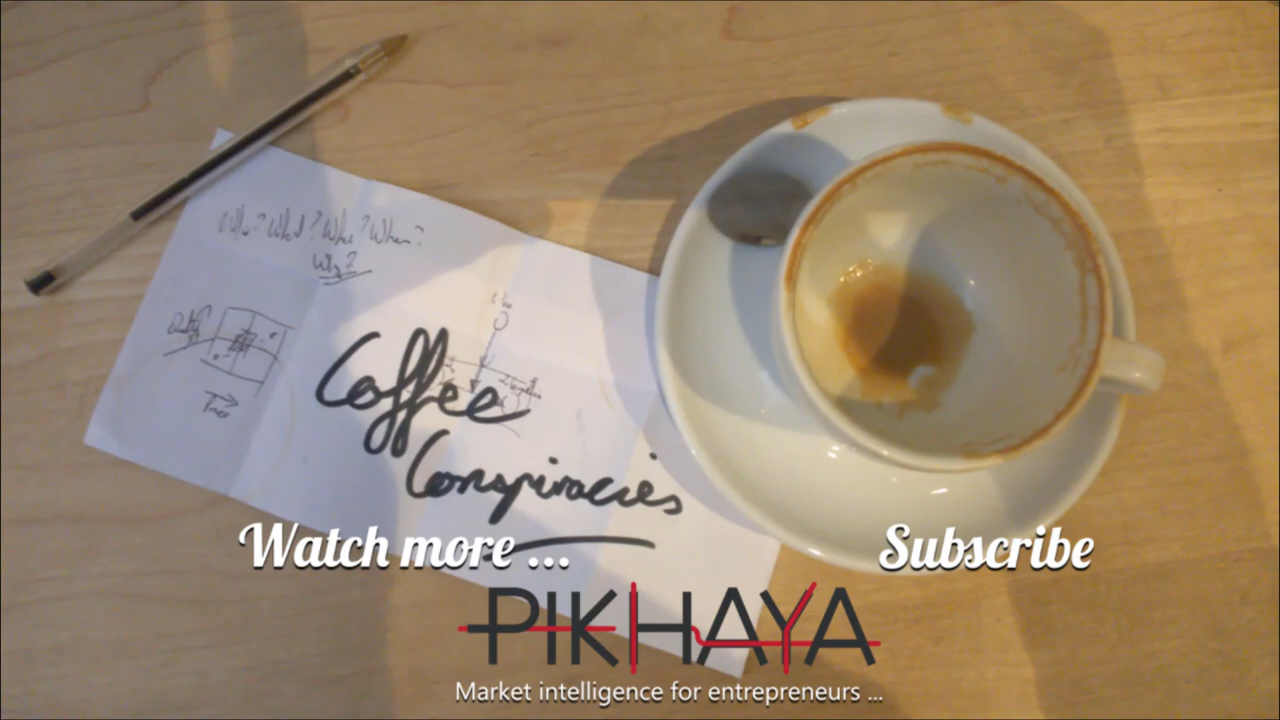 Who? What? Where? When?
Why?
Coffee
Conspiracies
Watch more ...
Subscribe
PIKHAYA
Market intelligence for entrepreneurs ...